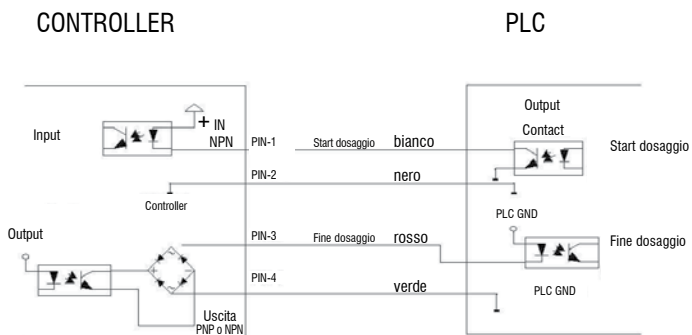 CONTROLLER
PLC
Input
+ IN
NPN
PIN-1
Start dosaggio
bianco
Output
Contact
Start dosaggio
PIN-2
nero
Controller
PLC GND
Output
PIN-3
Fine dosaggio
rosso
Fine dosaggio
PIN-4
verde
PLC GND
Uscita
PNP o NPN